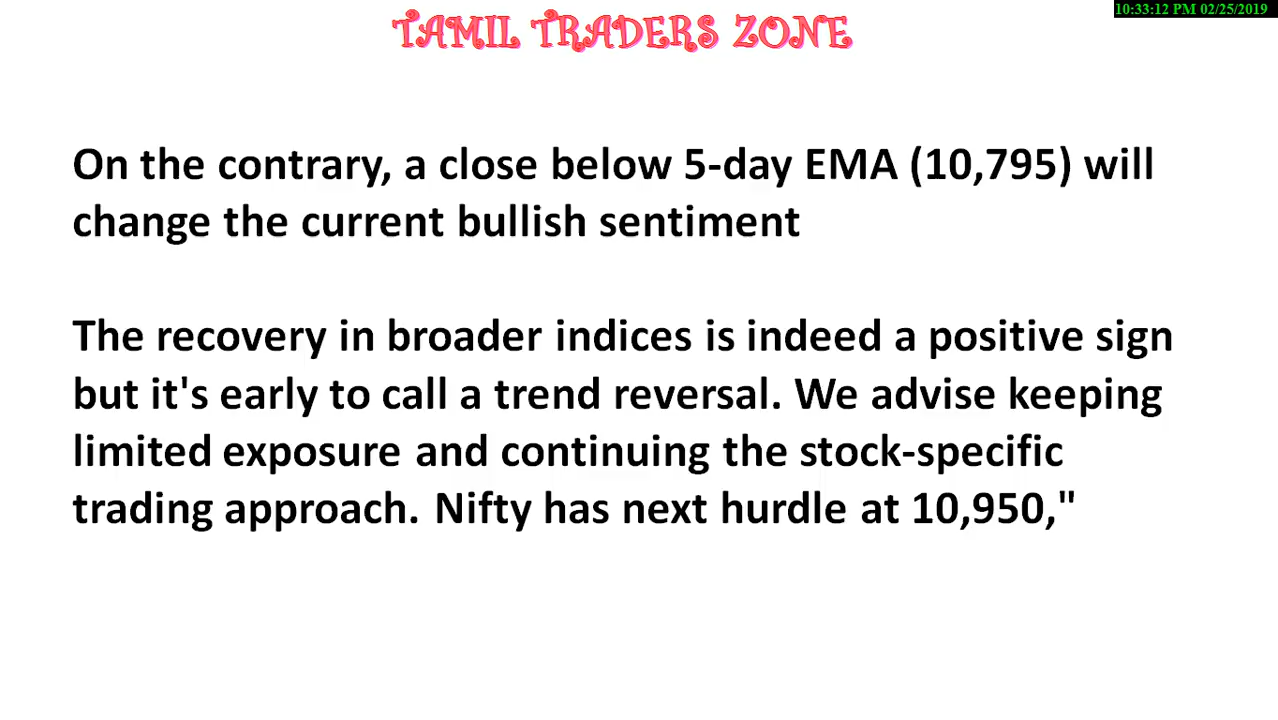 10:33:12 PM 02/25/2019
TAMIL TRADERS ZONE
On the contrary, a close below 5-day EMA (10,795) will
change the current bullish sentiment
The recovery in broader indices is indeed a positive sign
but it's early to call a trend reversal. We advise keeping
limited exposure and continuing the stock-specific
trading approach. Nifty has next hurdle at 10,950,"